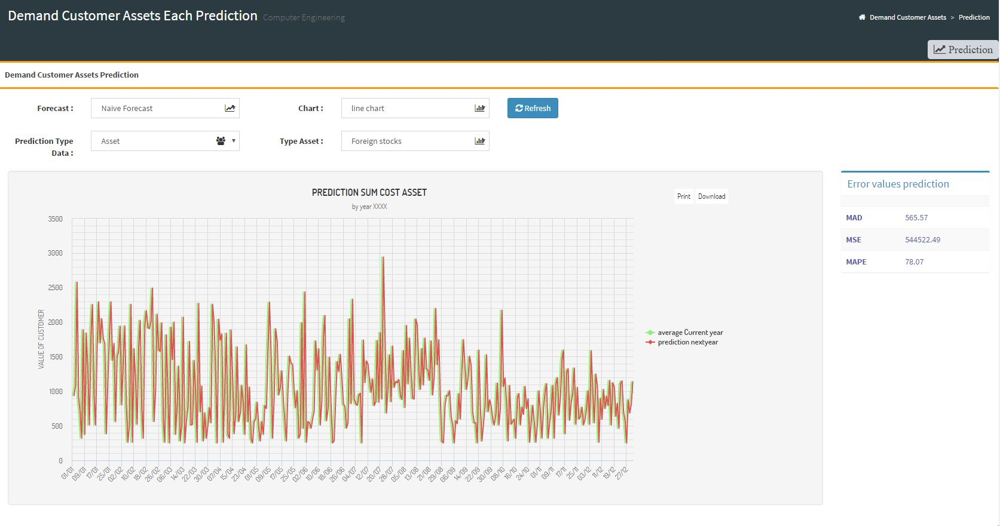 Demand Customer Assets Each Prediction Computer Engineering
Demand Customer Assets > Prediction
Prediction
Demand Customer Assets Prediction
Forecast : Naive Forecast Chart : line chart Refresh
Prediction Type Data : Asset Type Asset : Foreign stocks
PREDICTION SUM COST ASSET
by year XXXX
Print Download
3500
3000
2500
2000
1500
1000
500
0
VALUE OF CUSTOMER
01/01 09/01 17/01 25/01 02/02 10/02 18/02 26/02 06/03 14/03 22/03 30/03 07/04 15/04 23/04 01/05 09/05 17/05 25/05 02/06 10/06 18/06 26/06 04/07 12/07 20/07 28/07 05/08 13/08 21/08 29/08 06/09 14/09 22/09 30/09 08/10 16/10 24/10 01/11 09/11 17/11 25/11 03/12 11/12 19/12 27/12
average Current year
prediction nextyear
Error values prediction
MAD 565.57
MSE 544522.49
MAPE 78.07